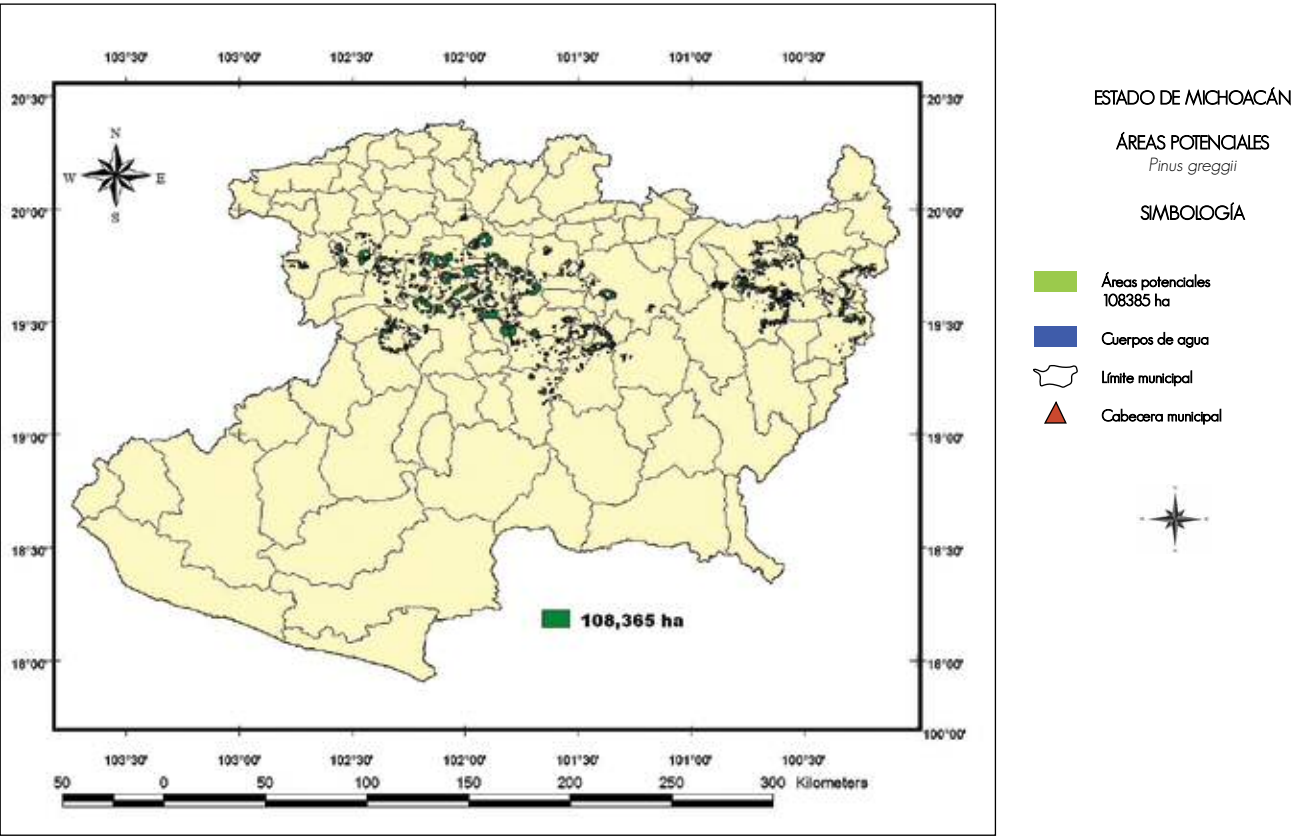 103°30' 103°00' 102°30' 102°00' 101°30' 101°00' 100°30'
20°30' 20°30'
N
W E
S
20°00' 20°00'
19°30' 19°30'
19°00' 19°00'
18°30' 18°30'
108,365 ha
18°00' 18°00'
100°00'
103°30' 103°00' 102°30' 102°00' 101°30' 101°00' 100°30'
50 0 50 100 150 200 250 300 Kilometers
ESTADO DE MICHOACÁN
ÁREAS POTENCIALES
Pinus greggii
SIMBOLOGÍA
Áreas potenciales
108385 ha
Cuerpos de agua
Límite municipal
Cabecera municipal